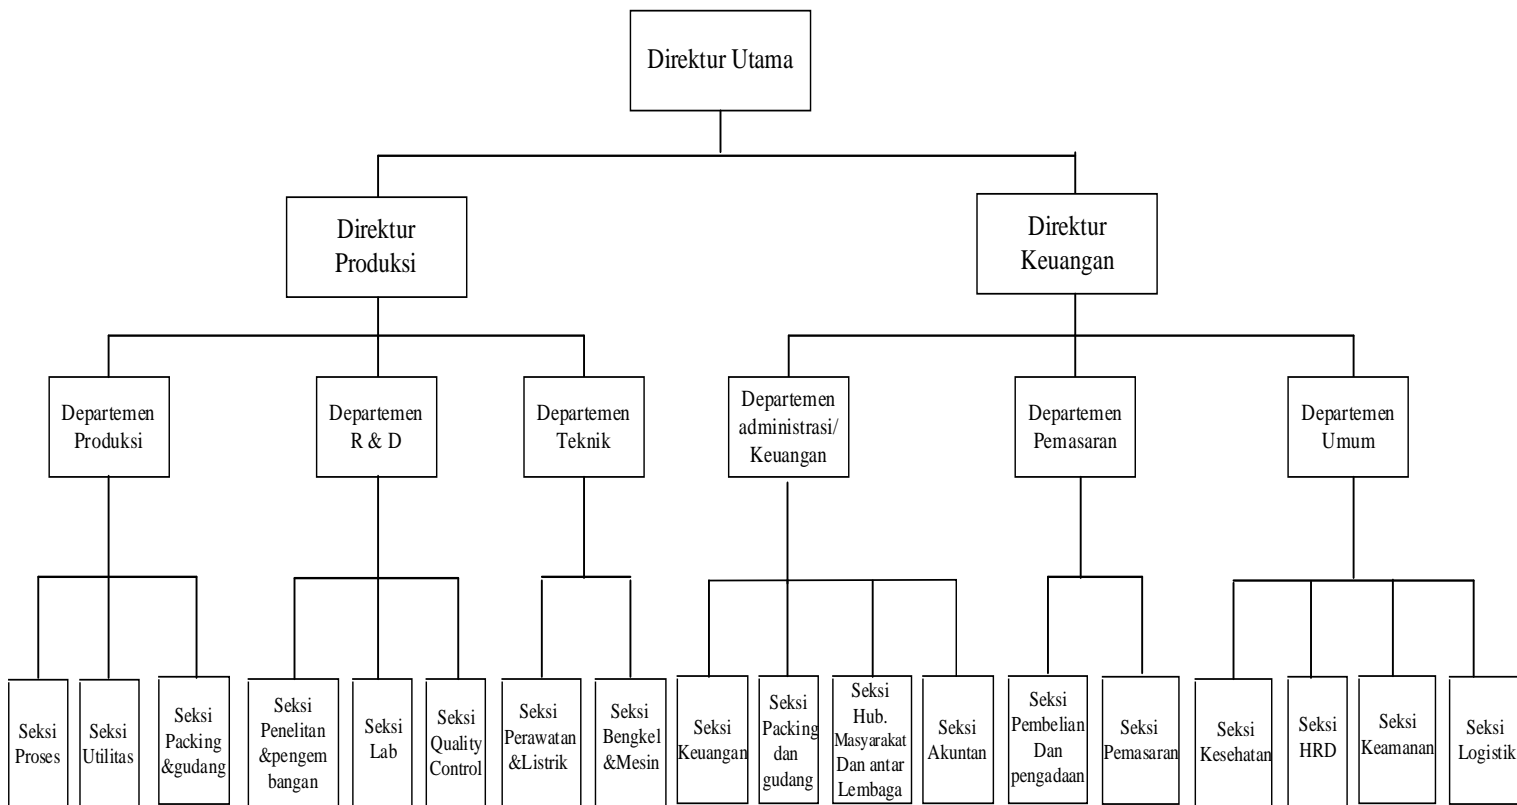 Direktur Utama
Direktur
Produksi
Direktur
Keuangan
Departemen
Produksi
Departemen
R & D
Departemen
Teknik
Departemen
administrasi/
Keuangan
Departemen
Pemasaran
Departemen
Umum
Seksi
Proses
Seksi
Utilitas
Seksi
Packing
&gudang
Seksi
Penelitan
&pengem
bangan
Seksi
Lab
Seksi
Quality
Control
Seksi
Perawatan
&Listrik
Seksi
Bengkel
&Mesin
Seksi
Keuangan
Seksi
Packing
dan
gudang
Seksi
Hub.
Masyarakat
Dan antar
Lembaga
Seksi
Akuntan
Seksi
Pembelian
Dan
pengadaan
Seksi
Pemasaran
Seksi
Kesehatan
Seksi
HRD
Seksi
Keamanan
Seksi
Logistik